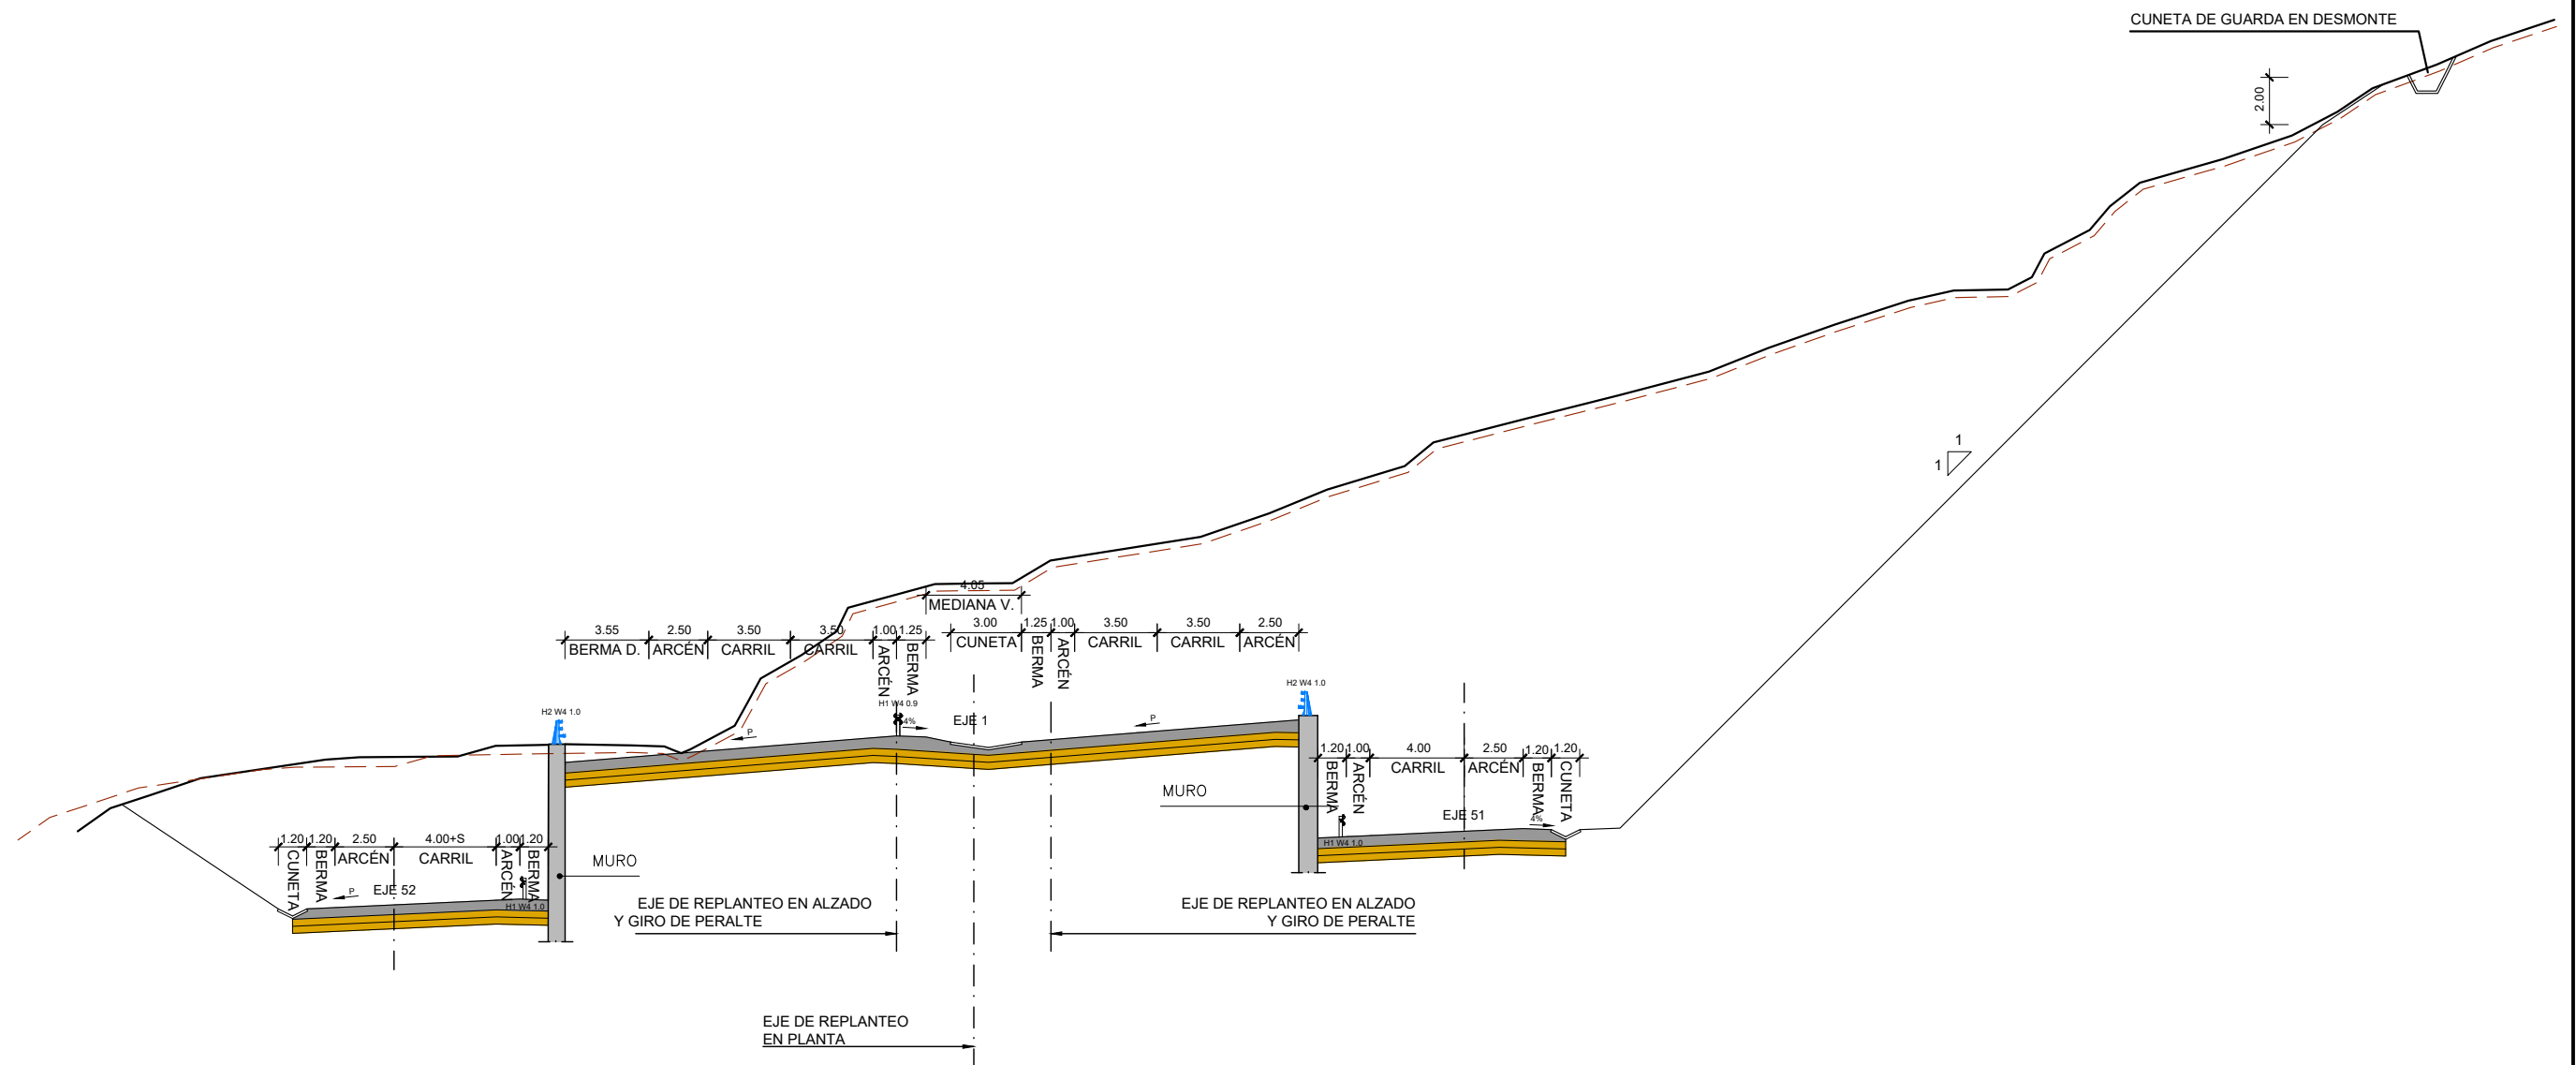 CUNETA DE GUARDA EN DESMONTE
2.00
1
1
4.05
MEDIANA V.
3.55 2.50 3.50 3.50 1.00 1.25
BERMA D. ARCÉN CARRIL CARRIL ARCÉN BERMA
3.00 1.25 1.00 3.50 3.50 2.50
CUNETA BERMA ARCÉN CARRIL CARRIL ARCÉN
H2 W4 1.0
H1 W4 0.9
H2 W4 1.0
P
4%
EJE 1
P
1.20 1.00 4.00 2.50 1.20 1.20
BERMA ARCÉN CARRIL ARCÉN BERMA CUNETA
MURO
EJE 51
4%
H1 W4 1.0
1.20 1.20 2.50 4.00+S 1.00 1.20
CUNETA BERMA ARCÉN CARRIL ARCÉN BERMA
MURO
P
EJE 52
H1 W4 1.0
EJE DE REPLANTEO EN ALZADO
Y GIRO DE PERALTE
EJE DE REPLANTEO EN ALZADO
Y GIRO DE PERALTE
EJE DE REPLANTEO
EN PLANTA